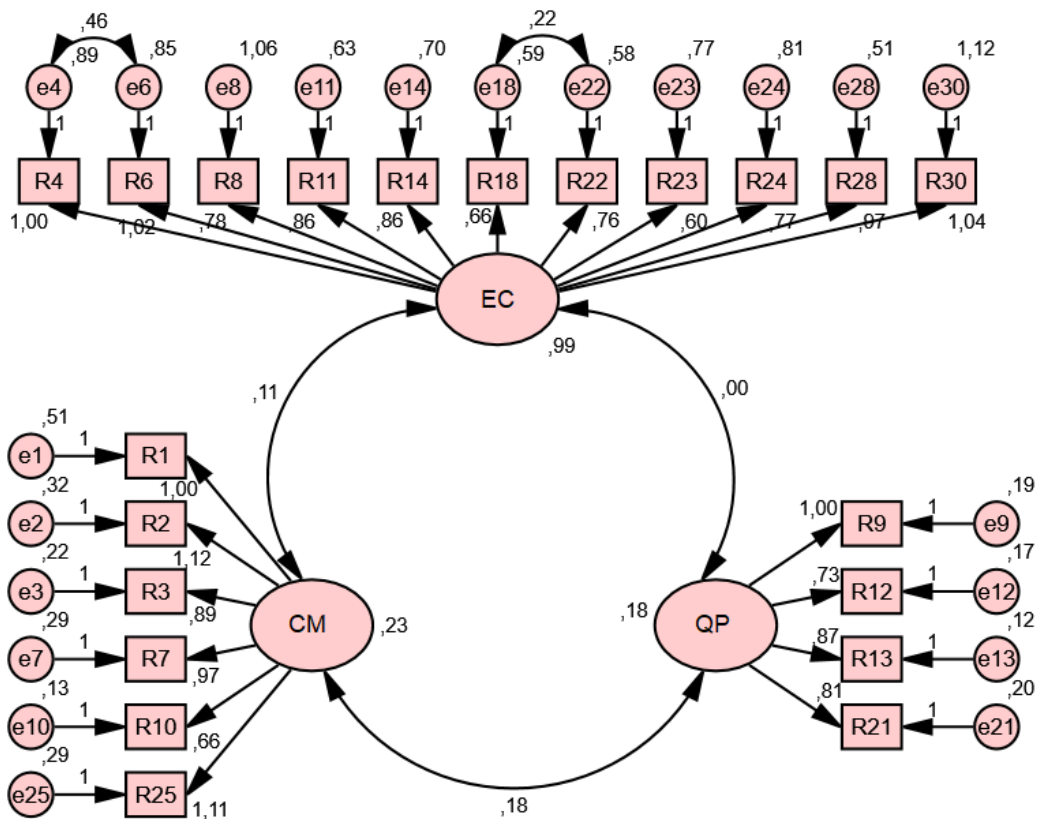 ,46 ,22
,89 ,85 1,06 ,63 ,70 ,59 ,58 ,77 ,81 ,51 1,12
e4 e6 e8 e11 e14 e18 e22 e23 e24 e28 e30
1 1 1 1 1 1 1 1 1 1 1
R4 R6 R8 R11 R14 R18 R22 R23 R24 R28 R30
1,00 1,02 ,78 ,86 ,86 ,66 ,76 ,60 ,77 ,97 1,04
EC
,99
,11 ,00
,51
e1 1 R1
1,00
,32
e2 1 R2
1,12
,22
e3 1 R3
,89
,29
e7 1 R7
,97
,13
e10 1 R10
,66
,29
e25 1 R25
1,11
CM ,23
,18 QP
,19
1,00 R9 1 e9
,17
,73 R12 1 e12
,12
,87 R13 1 e13
,20
,81 R21 1 e21
,18